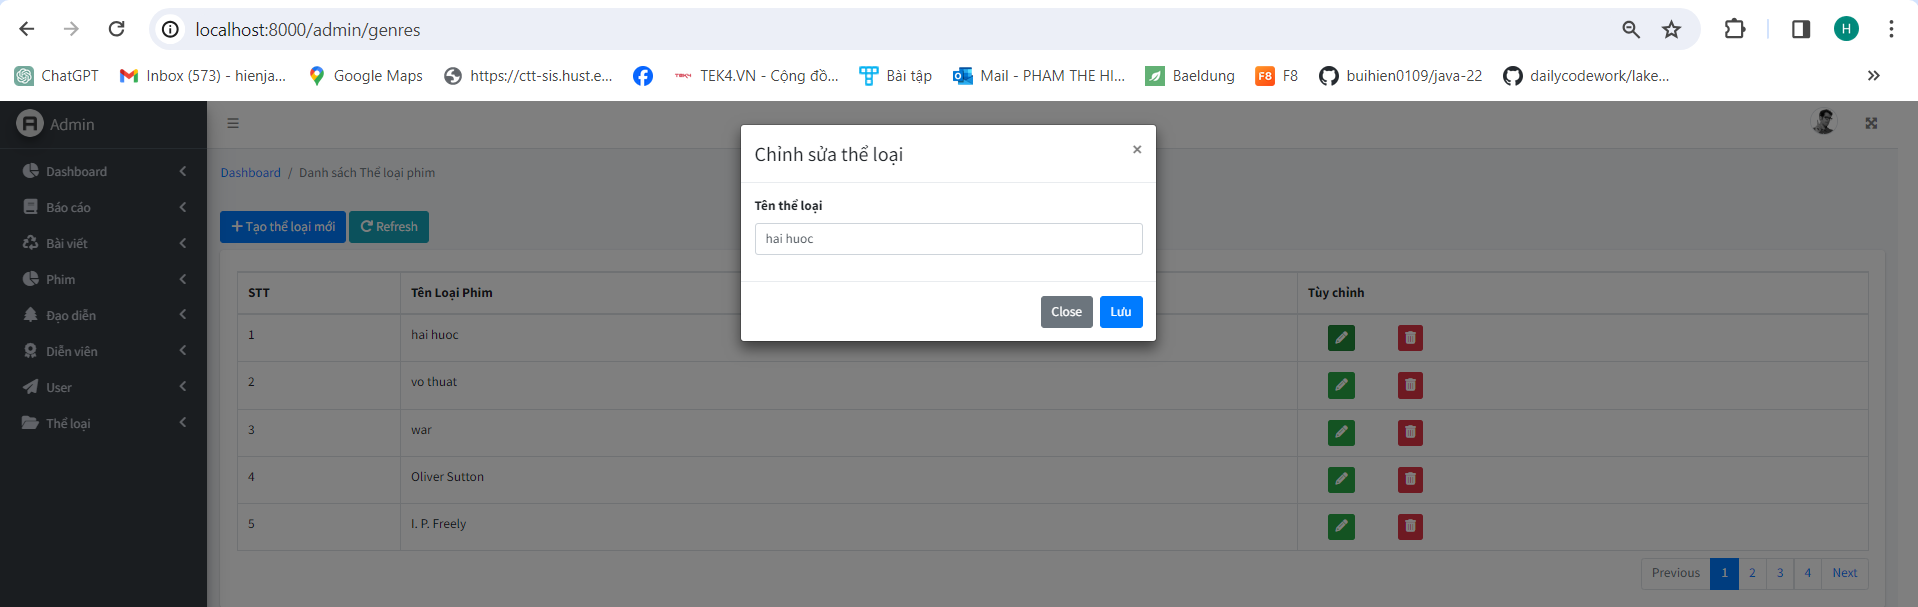 localhost:8000/admin/genres
H
ChatGPT
Inbox (573) - hienja...
Google Maps
https://ctt-sis.hust.e...
TEK4 TEK4.VN - Cộng đồ...
Bài tập
Mail - PHAM THE HI...
Baeldung
F8 F8
buihien0109/java-22
dailycodework/lake...
Admin
Dashboard
Báo cáo
Bài viết
Phim
Đạo diễn
Diễn viên
User
Thể loại
Dashboard / Danh sách Thể loại phim
Tạo thể loại mới
Refresh
Chỉnh sửa thể loại
×
Tên thể loại
hai huoc
Close Lưu
STT Tên Loại Phim Tùy chỉnh
1 hai huoc
2 vo thuat
3 war
4 Oliver Sutton
5 I. P. Freely
Previous 1 2 3 4 Next